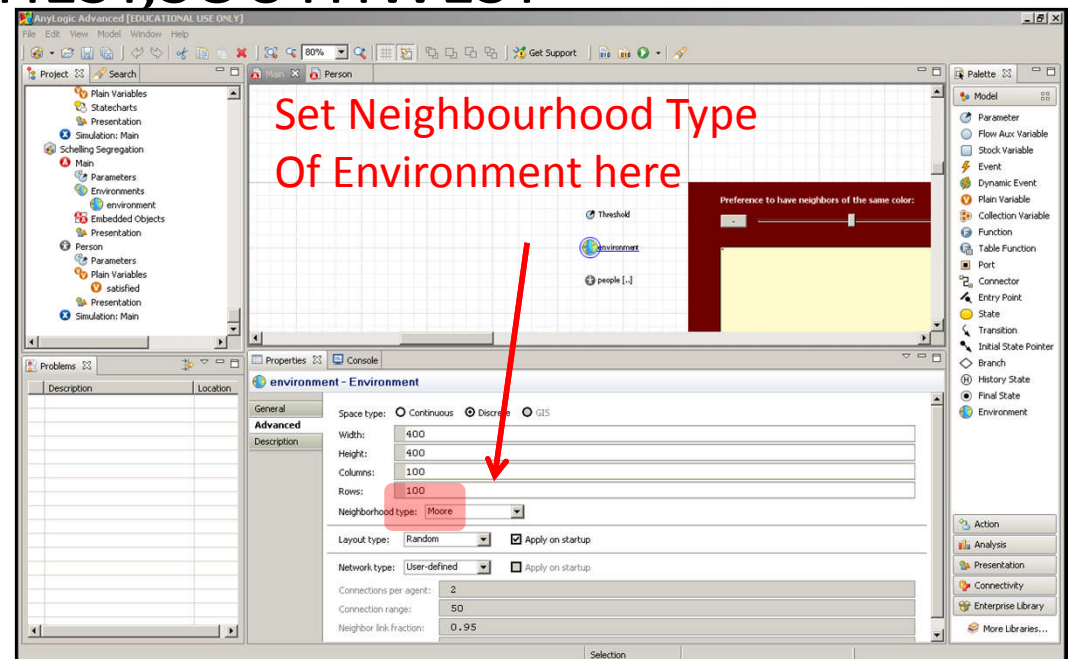 AnyLogic Advanced [EDUCATIONAL USE ONLY]
File Edit View Model Window Help
80% Get Support
Project Search
Plain Variables
Statecharts
Presentation
Simulation: Main
Schelling Segregation
Main
Parameters
Environments
environment
Embedded Objects
Presentation
Person
Parameters
Plain Variables
satisfied
Presentation
Simulation: Main
Problems
Description Location
Main Person
Set Neighbourhood Type
Of Environment here
Threshold
environment
people [..]
Preference to have neighbors of the same color:
-
Properties Console
environment - Environment
General
Advanced
Description
Space type: Continuous Discrete GIS
Width: 400
Height: 400
Columns: 100
Rows: 100
Neighborhood type: Moore
Layout type: Random Apply on startup
Network type: User-defined Apply on startup
Connections per agent: 2
Connection range: 50
Neighbor link fraction: 0.95
Palette
Model
Parameter
Flow Aux Variable
Stock Variable
Event
Dynamic Event
Plain Variable
Collection Variable
Function
Table Function
Port
Connector
Entry Point
State
Transition
Initial State Pointer
Branch
History State
Final State
Environment
Action
Analysis
Presentation
Connectivity
Enterprise Library
More Libraries...
Selection